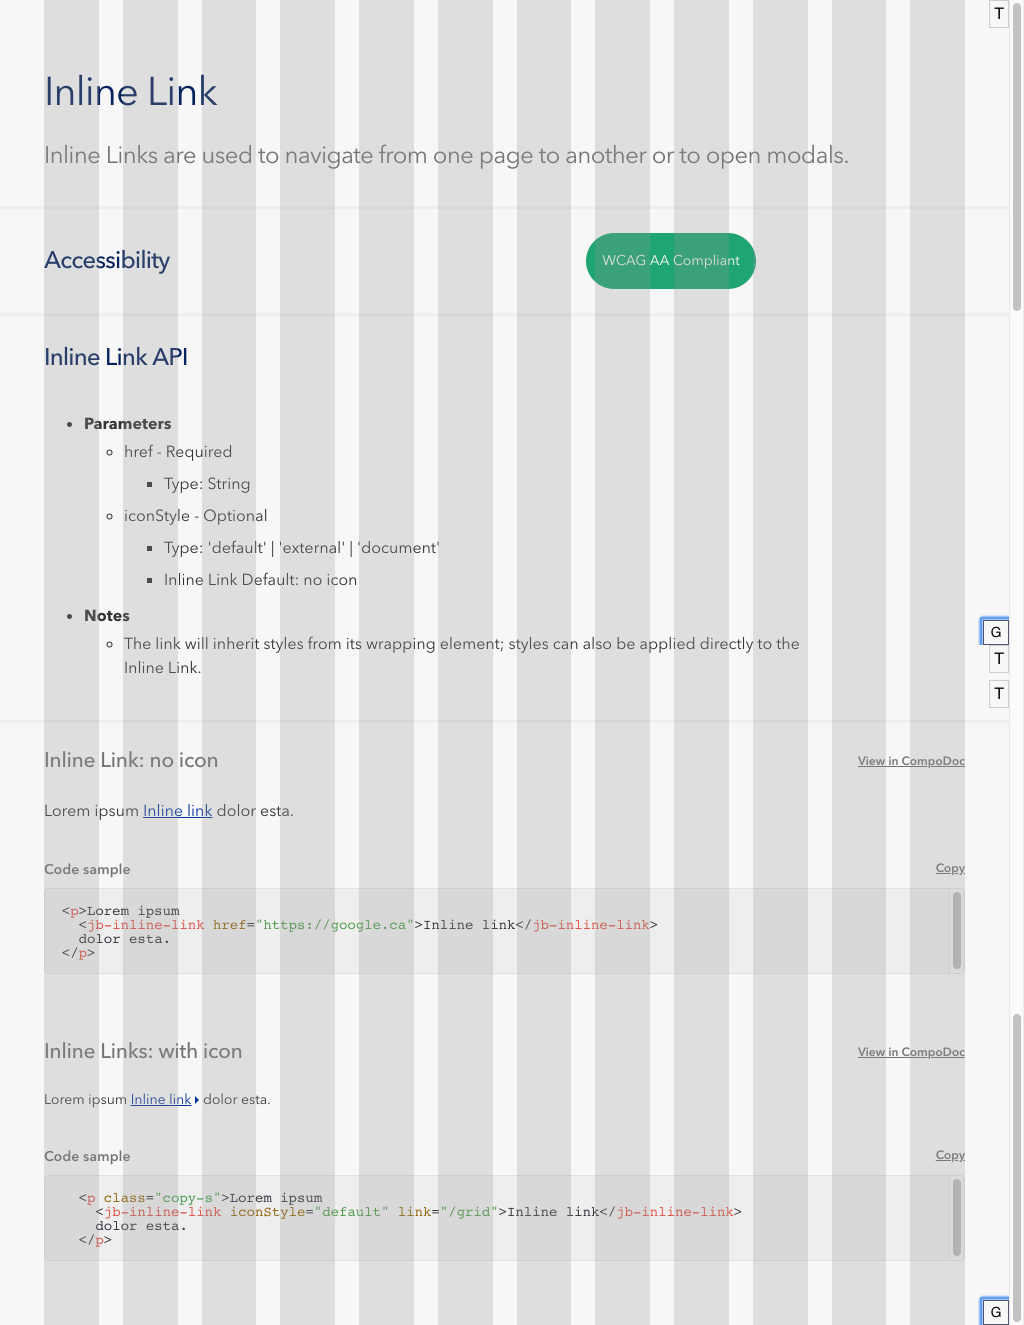 T
Inline Link
Inline Links are used to navigate from one page to another or to open modals.
Accessibility
WCAG AA Compliant
Inline Link API
• Parameters
◦ href - Required
▪ Type: String
◦ iconStyle - Optional
▪ Type: 'default' | 'external' | 'document'
▪ Inline Link Default: no icon
• Notes
◦ The link will inherit styles from its wrapping element; styles can also be applied directly to the
Inline Link.
G
T
T
Inline Link: no icon
View in CompoDoc
Lorem ipsum Inline link dolor esta.
Code sample
Copy
<p>Lorem ipsum
  <jb-inline-link href="https://google.ca">Inline link</jb-inline-link>
  dolor esta.
</p>
Inline Links: with icon
View in CompoDoc
Lorem ipsum Inline link dolor esta.
Code sample
Copy
<p class="copy-s">Lorem ipsum
  <jb-inline-link iconStyle="default" link="/grid">Inline link</jb-inline-link>
  dolor esta.
</p>
G